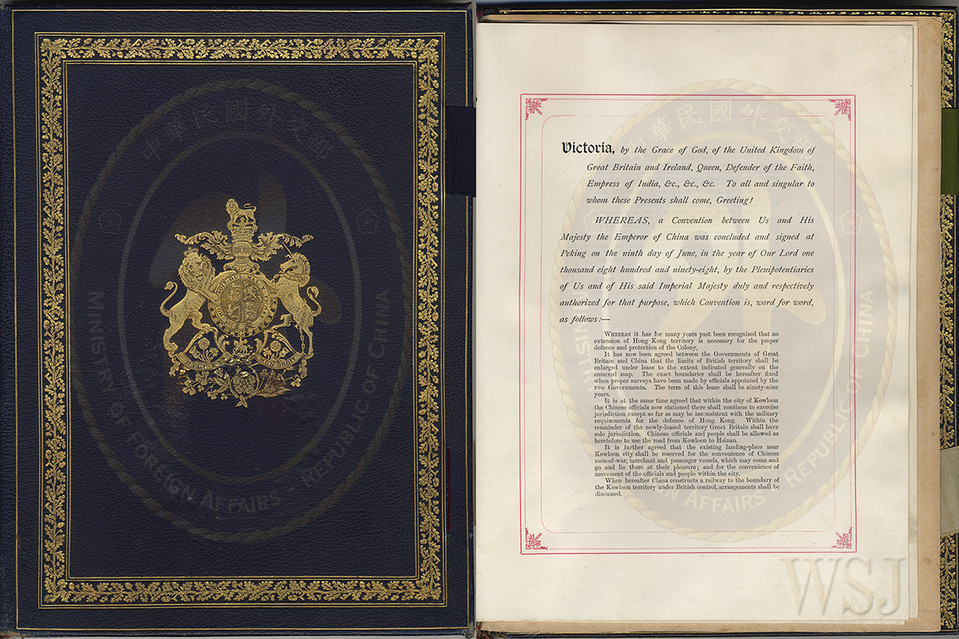 中華民國外交部
MINISTRY OF FOREIGN AFFAIRS
中華民國外交部
MINISTRY
AFFAIRS REPUBLIC OF CHINA
Victoria, by the Grace of God, of the United Kingdom of
Great Britain and Ireland, Queen, Defender of the Faith,
Empress of India, &c., &c., &c. To all and singular to
whom these Presents shall come, Greeting!
WHEREAS, a Convention between Us and His
Majesty the Emperor of China was concluded and signed at
Peking on the ninth day of June, in the year of Our Lord one
thousand eight hundred and ninety-eight, by the Plenipotentiaries
of Us and of His said Imperial Majesty duly and respectively
authorized for that purpose, which Convention is, word for word,
as follows:—
WHEREAS it has for many years past been recognized that an
extension of Hong Kong territory is necessary for the proper
defence and protection of the Colony,
It has now been agreed between the Governments of Great
Britain and China that the limits of British territory shall be
enlarged under lease to the extent indicated generally on the
annexed map. The exact boundaries shall be hereafter fixed
when proper surveys have been made by officials appointed by the
two Governments. The term of this lease shall be ninety-nine
years.
It is at the same time agreed that within the city of Kowloon
the Chinese officials now stationed there shall continue to exercise
jurisdiction except so far as may be inconsistent with the military
requirements for the defence of Hong Kong. Within the
remainder of the newly-leased territory Great Britain shall have
sole jurisdiction. Chinese officials and people shall be allowed as
heretofore to use the road from Kowloon to Hsinan.
It is further agreed that the existing landing-place near
Kowloon city shall be reserved for the convenience of Chinese
men-of-war, merchant and passenger vessels, which may come and
go and lie there at their pleasure; and for the convenience of
movement of the officials and people within the city.
When hereafter China constructs a railway to the boundary of
the Kowloon territory under British control, arrangements shall be
discussed.
WSJ